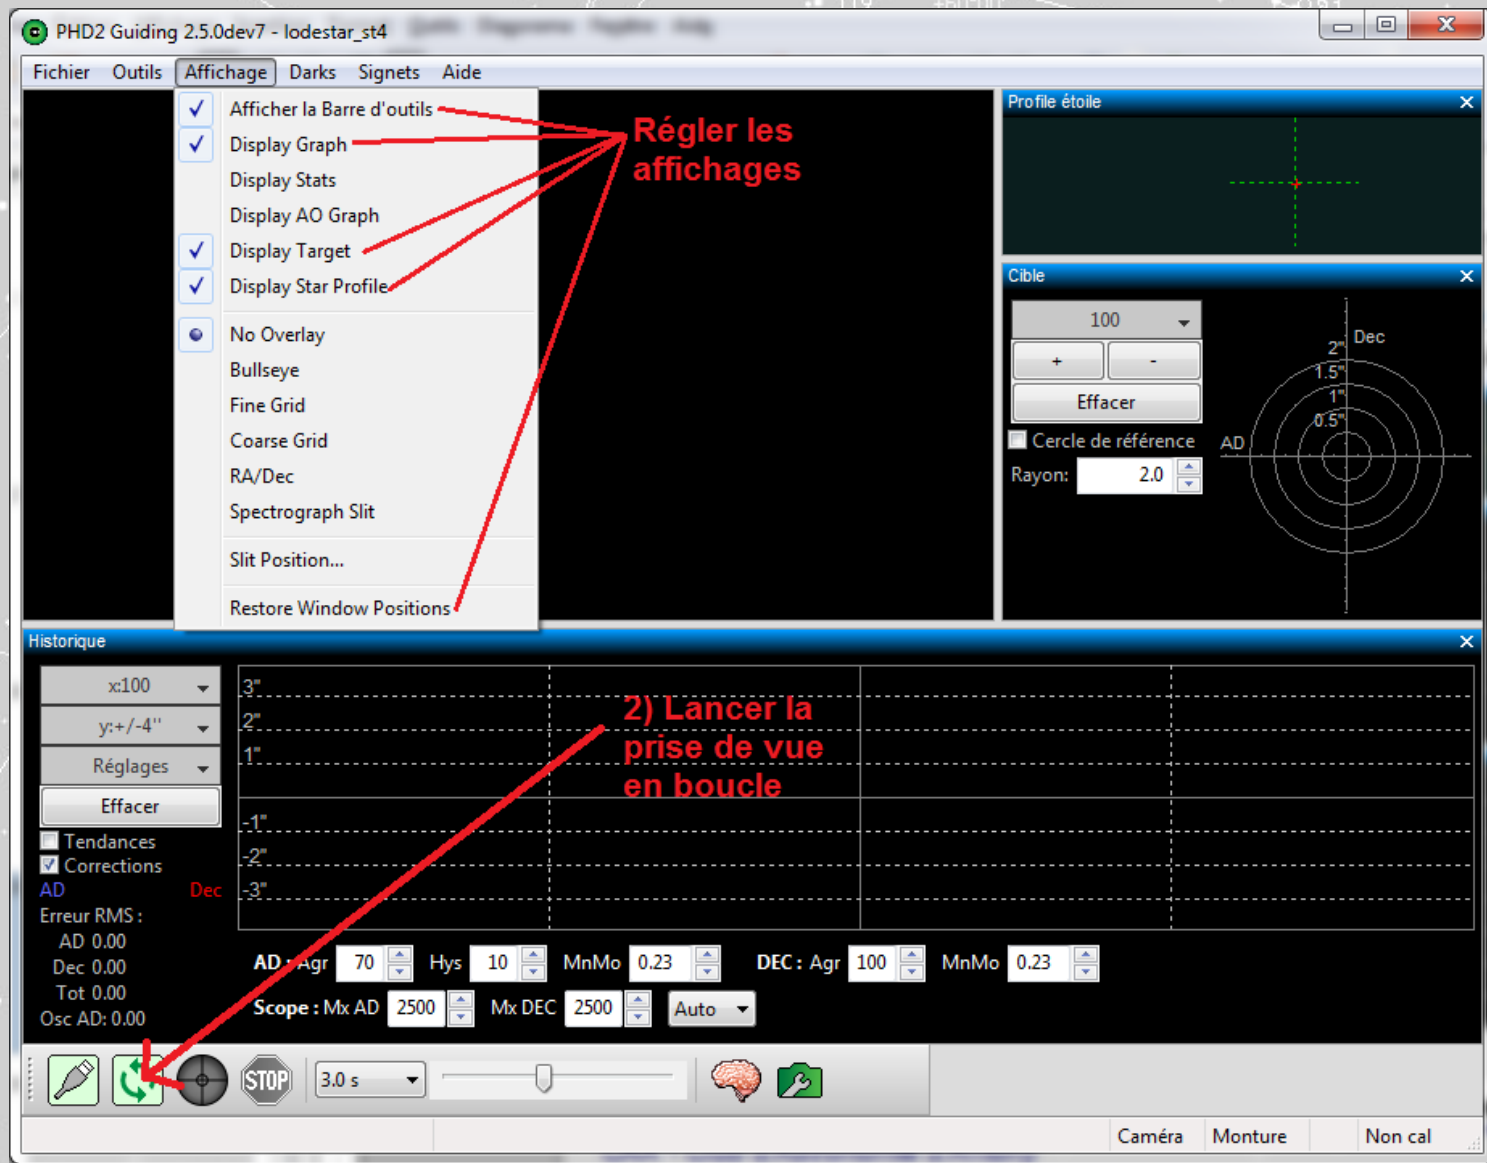 PHD2 Guiding 2.5.0dev7 - lodestar_st4
Fichier Outils Affichage Darks Signets Aide
Afficher la Barre d'outils
Display Graph
Display Stats
Display AO Graph
Display Target
Display Star Profile
No Overlay
Bullseye
Fine Grid
Coarse Grid
RA/Dec
Spectrograph Slit
Slit Position...
Restore Window Positions
Régler les
affichages
Profile étoile
Cible
100
+ -
Effacer
Cercle de référence
Rayon: 2.0
Dec
2"
1.5"
1"
0.5"
AD
Historique
x:100
y:+/-4''
Réglages
Effacer
Tendances
Corrections
AD Dec
Erreur RMS :
AD 0.00
Dec 0.00
Tot 0.00
Osc AD: 0.00
3"
2"
1"
-1"
-2"
-3"
2) Lancer la
prise de vue
en boucle
AD : Agr 70 Hys 10 MnMo 0.23 DEC : Agr 100 MnMo 0.23
Scope : Mx AD 2500 Mx DEC 2500 Auto
STOP 3.0 s
Caméra Monture Non cal